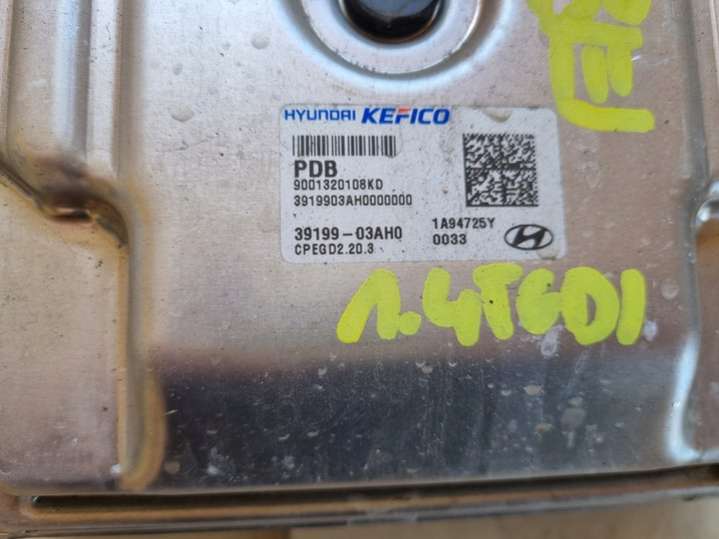 HYUNDAI KEFICO
PDB
9001320108KD
3919903AH0000000
39199-03AH0
1A94725Y
CPEGD2.20.3
0033
1.4TGDI